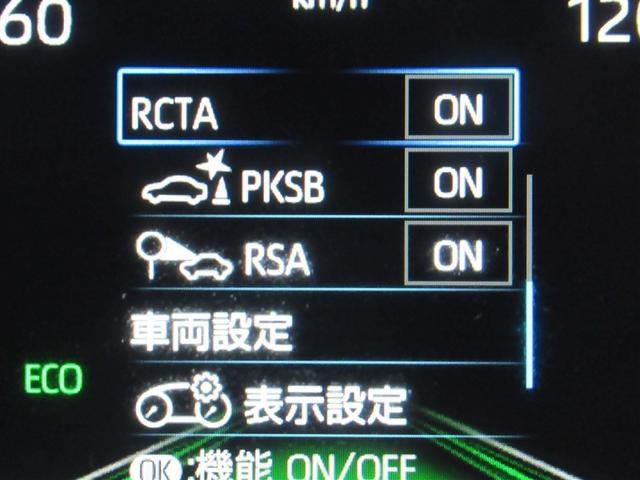 60 km/h 120
RCTA ON
PKSB ON
RSA ON
車両設定
ECO
表示設定
OK:機能 ON/OFF